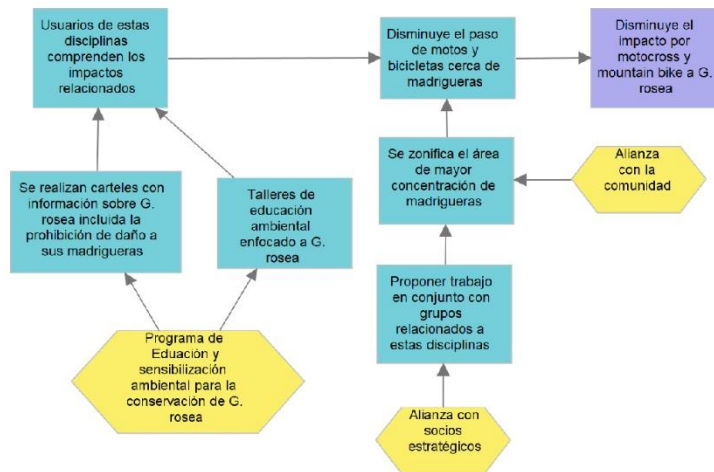 Usuarios de estas
disciplinas
comprenden los
impactos
relacionados
Disminuye el paso
de motos y
bicicletas cerca de
madrigueras
Disminuye el
impacto por
motocross y
mountain bike a G.
rosea
Se realizan carteles con
información sobre G.
rosea incluida la
prohibición de daño a
sus madrigueras
Talleres de
educación
ambiental
enfocado a G.
rosea
Se zonifica el área
de mayor
concentración de
madrigueras
Alianza
con la
comunidad
Proponer trabajo
en conjunto con
grupos
relacionados a
estas disciplinas
Programa de
Eduación y
sensibilización
ambiental para la
conservación de G.
rosea
Alianza con
socios
estratégicos